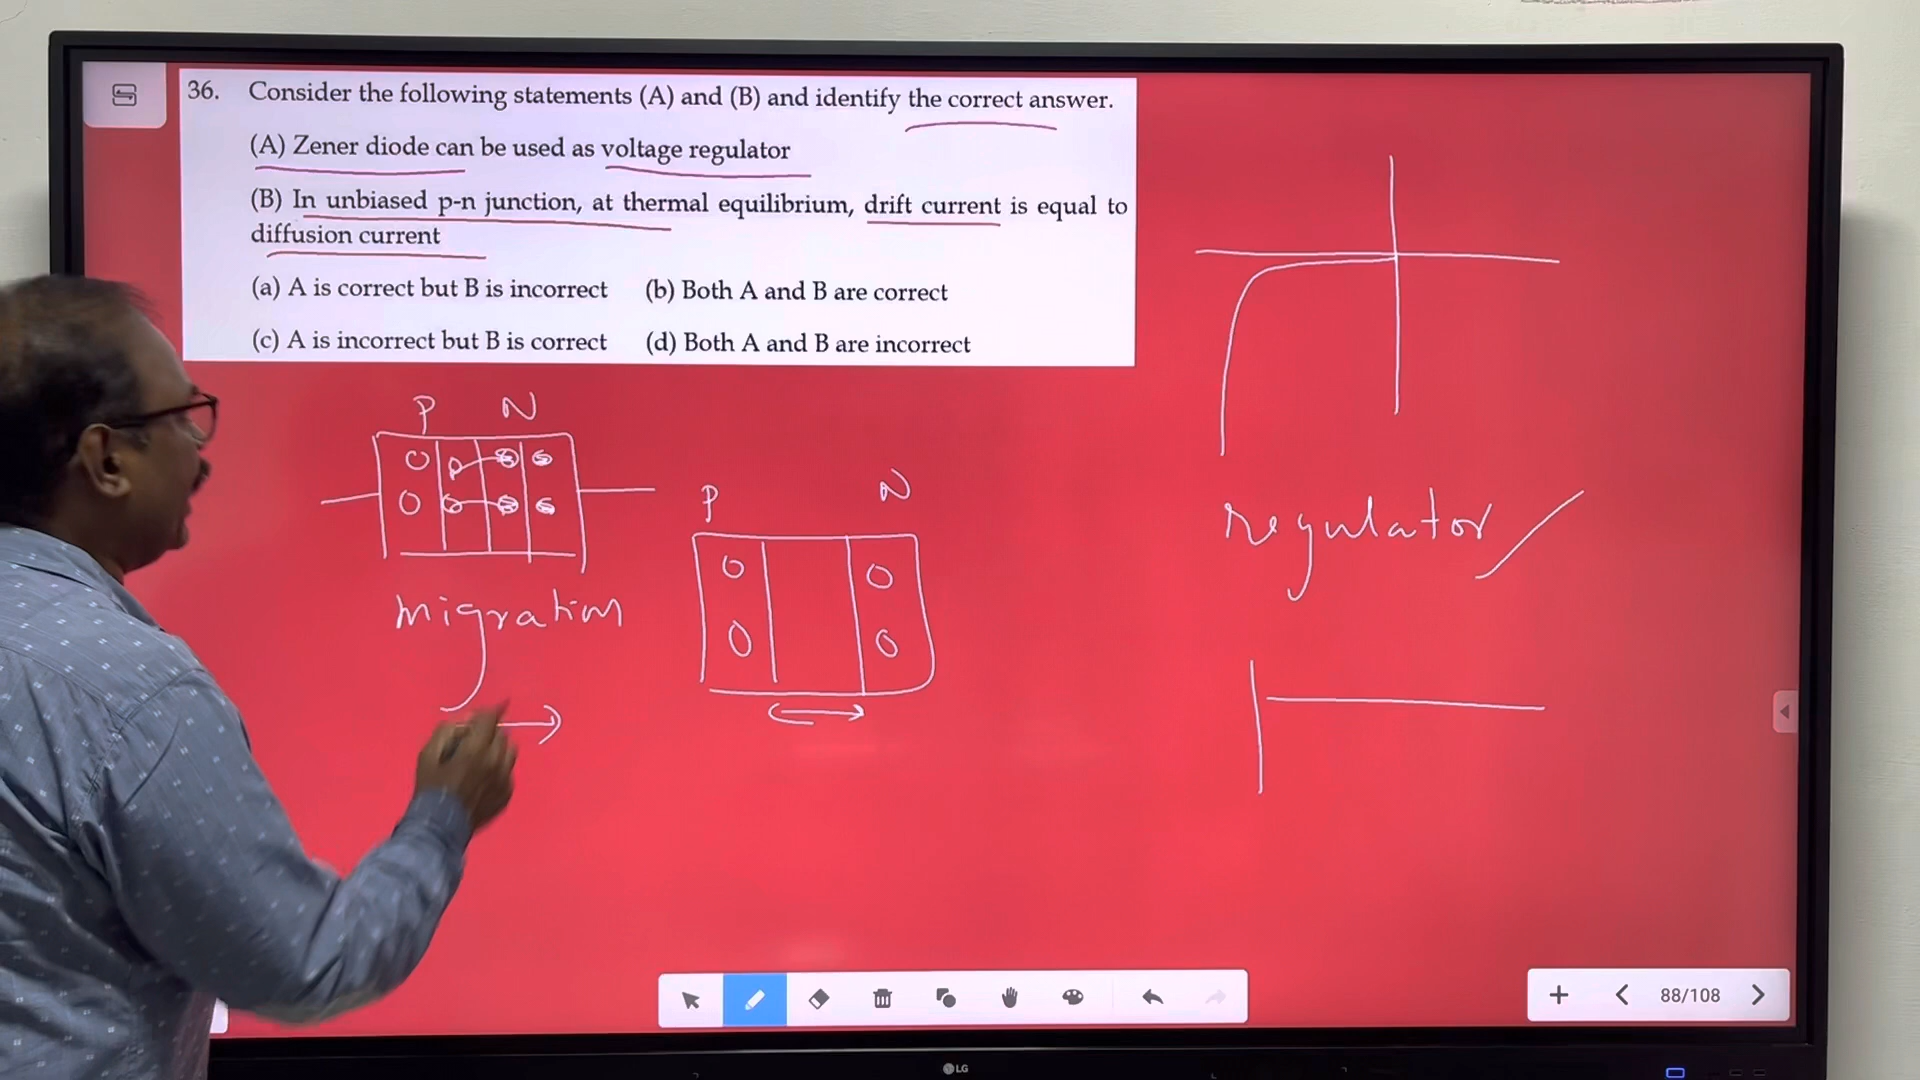 36. Consider the following statements (A) and (B) and identify the correct answer.
(A) Zener diode can be used as voltage regulator
(B) In unbiased p-n junction, at thermal equilibrium, drift current is equal to
diffusion current
(a) A is correct but B is incorrect (b) Both A and B are correct
(c) A is incorrect but B is correct (d) Both A and B are incorrect
P N
P N
regulator
migration
88/108
LG